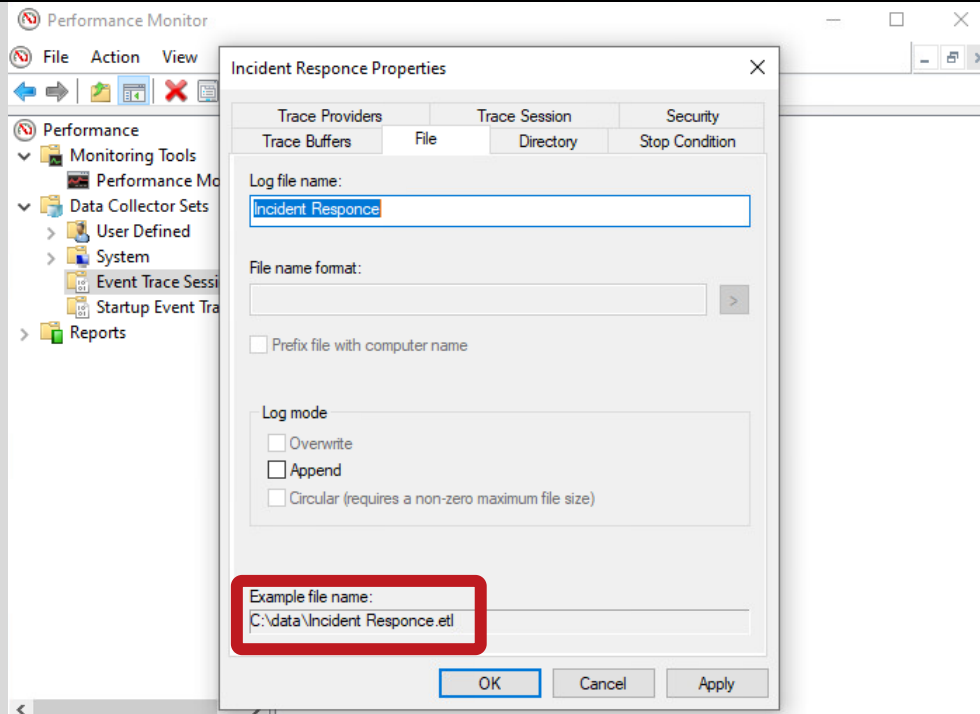 Performance Monitor
File Action View
Incident Responce Properties
Trace Providers Trace Session Security
Trace Buffers File Directory Stop Condition
Performance
Monitoring Tools
Performance Mo
Data Collector Sets
User Defined
System
Event Trace Sessi
Startup Event Tra
Reports
Log file name:
Incident Responce
File name format:
>
Prefix file with computer name
Log mode
Overwrite
Append
Circular (requires a non-zero maximum file size)
Example file name:
C:\data\Incident Responce.etl
OK Cancel Apply